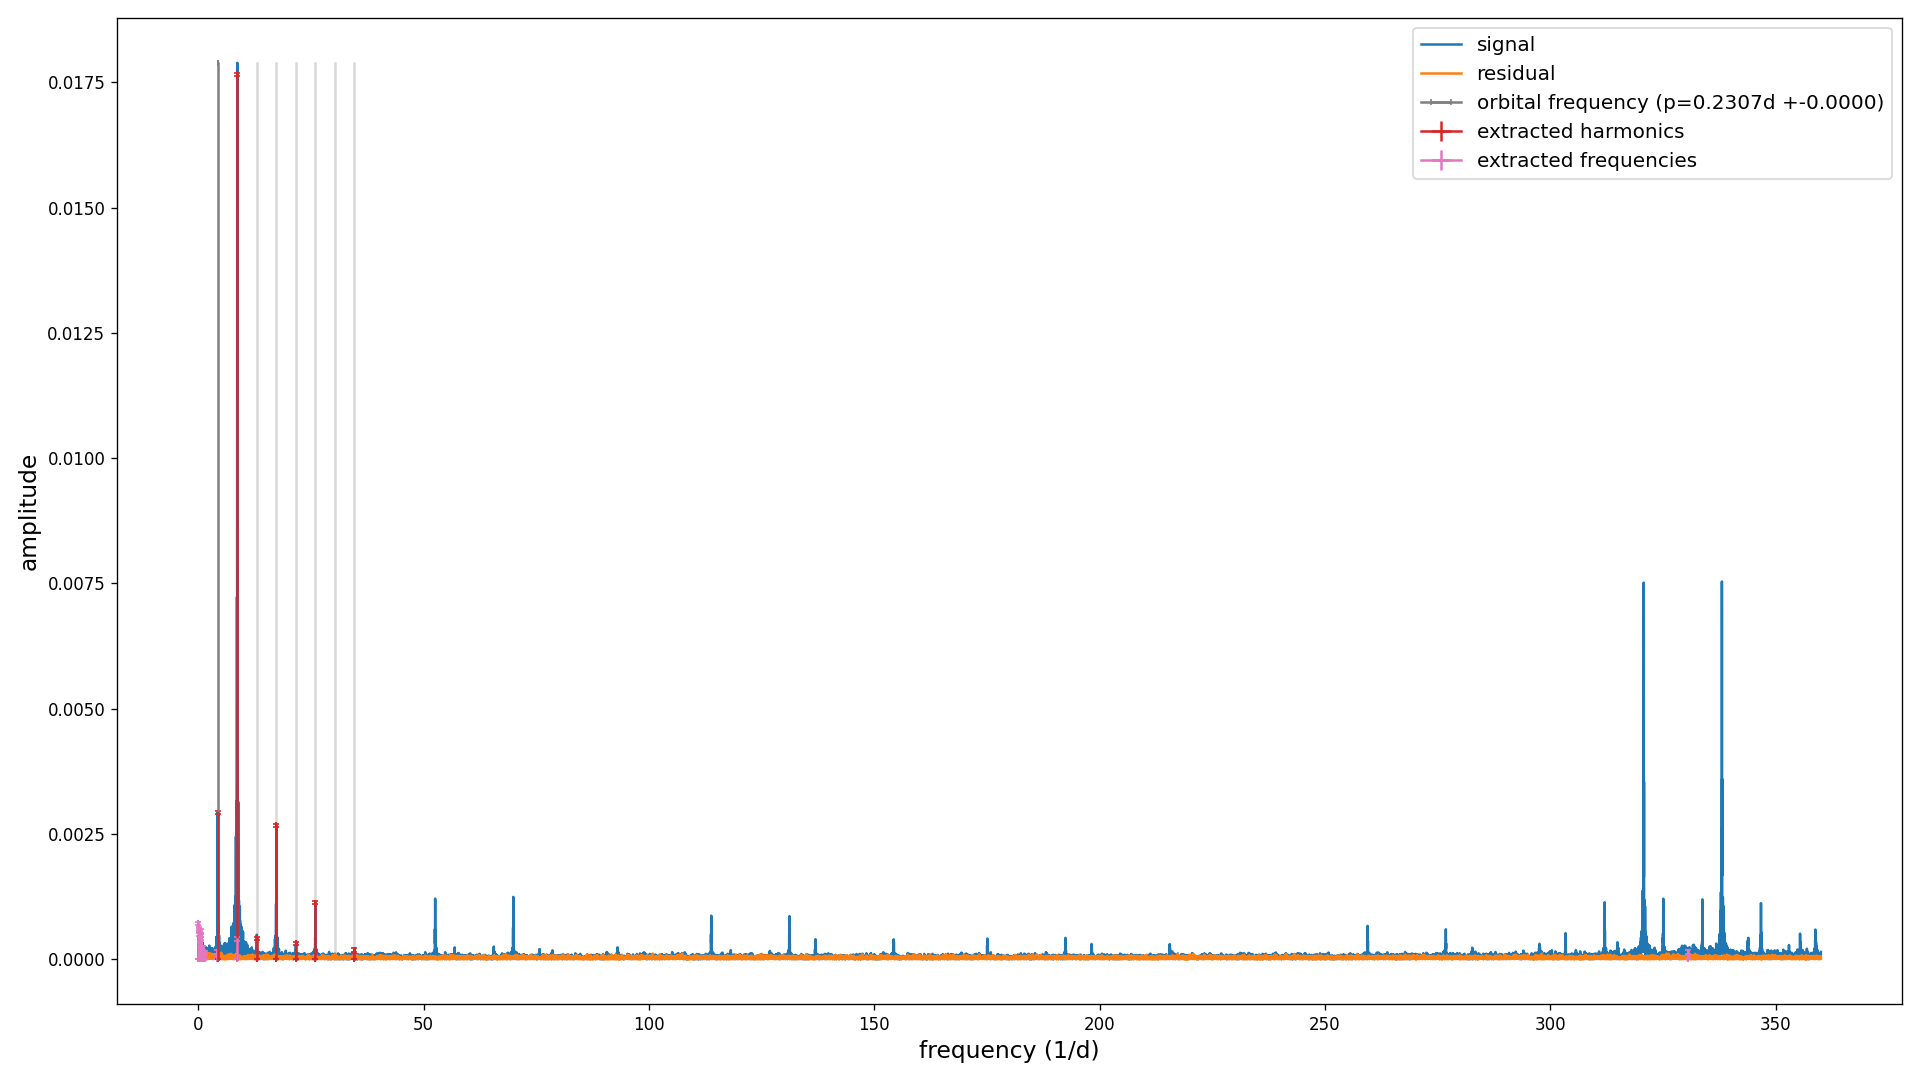 signal
residual
orbital frequency (p=0.2307d +-0.0000)
extracted harmonics
extracted frequencies
0.0175
0.0150
0.0125
0.0100
0.0075
0.0050
0.0025
0.0000
amplitude
0 50 100 150 200 250 300 350
frequency (1/d)